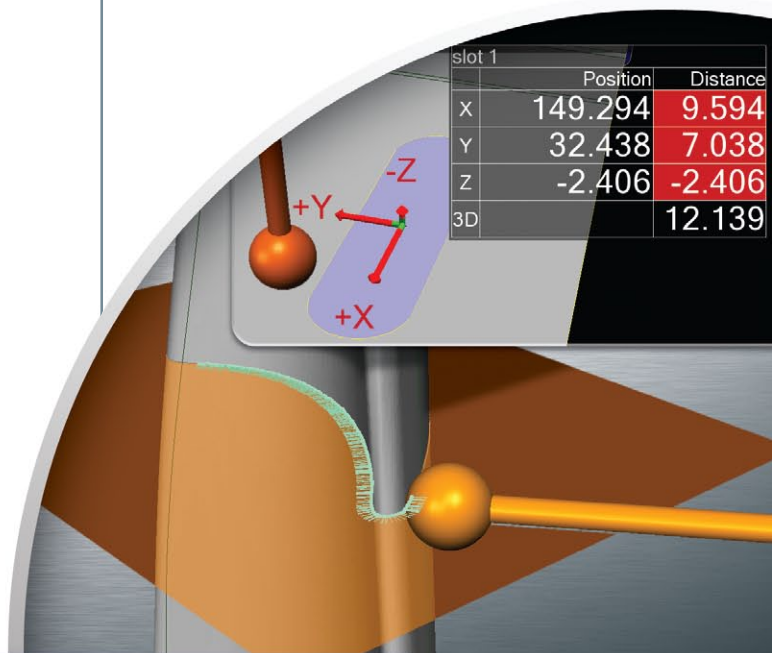 slot 1
Position Distance
X 149.294 9.594
Y 32.438 7.038
Z -2.406 -2.406
3D 12.139
-Z
+Y
+X